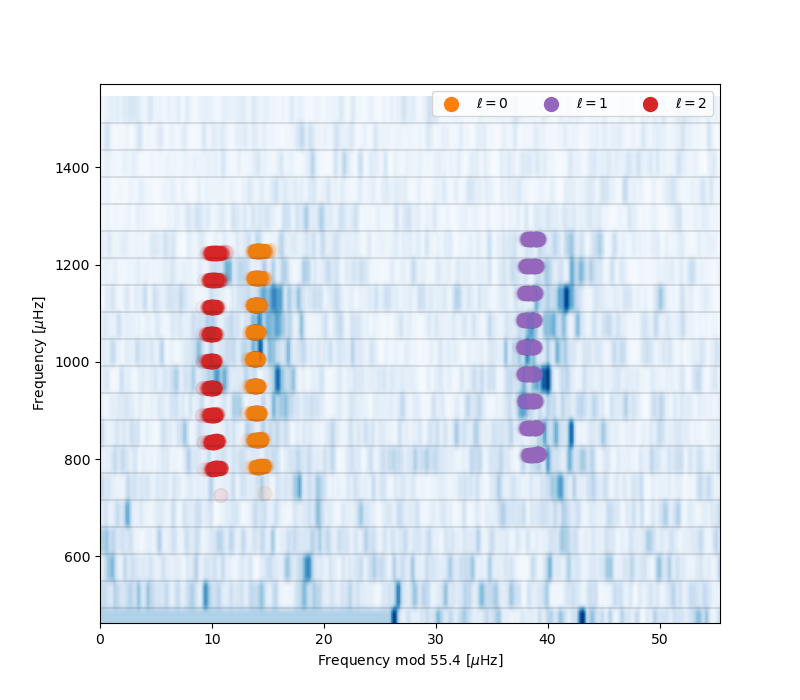 ℓ = 0 ℓ = 1 ℓ = 2
1400
1200
1000
800
600
Frequency [μHz]
0 10 20 30 40 50
Frequency mod 55.4 [μHz]